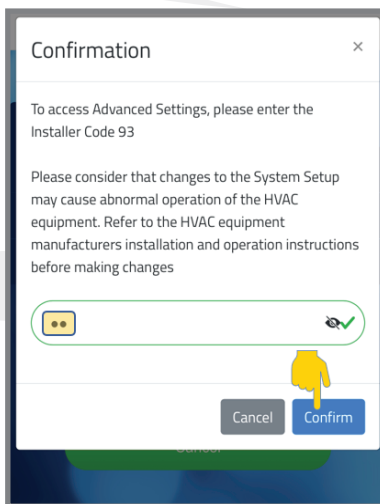 Confirmation ×
To access Advanced Settings, please enter the
Installer Code 93
Please consider that changes to the System Setup
may cause abnormal operation of the HVAC
equipment. Refer to the HVAC equipment
manufacturers installation and operation instructions
before making changes
••
Cancel Confirm
Cancel